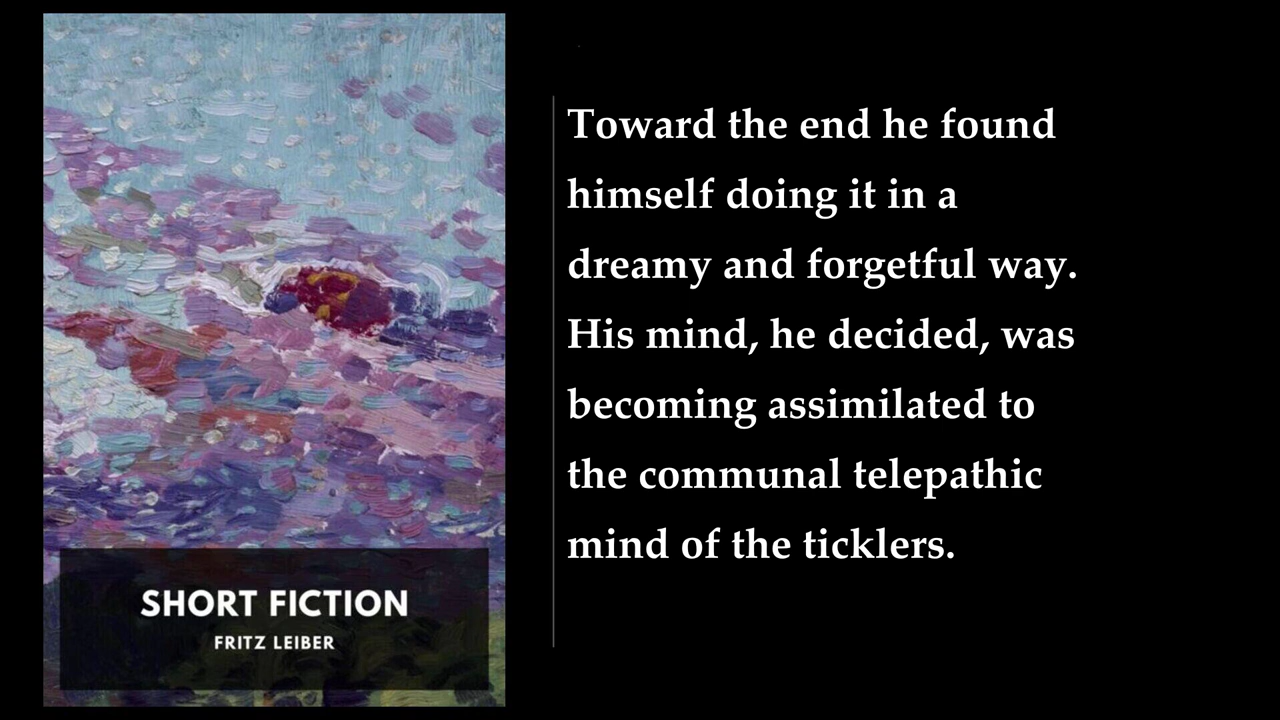 SHORT FICTION
FRITZ LEIBER
Toward the end he found
himself doing it in a
dreamy and forgetful way.
His mind, he decided, was
becoming assimilated to
the communal telepathic
mind of the ticklers.